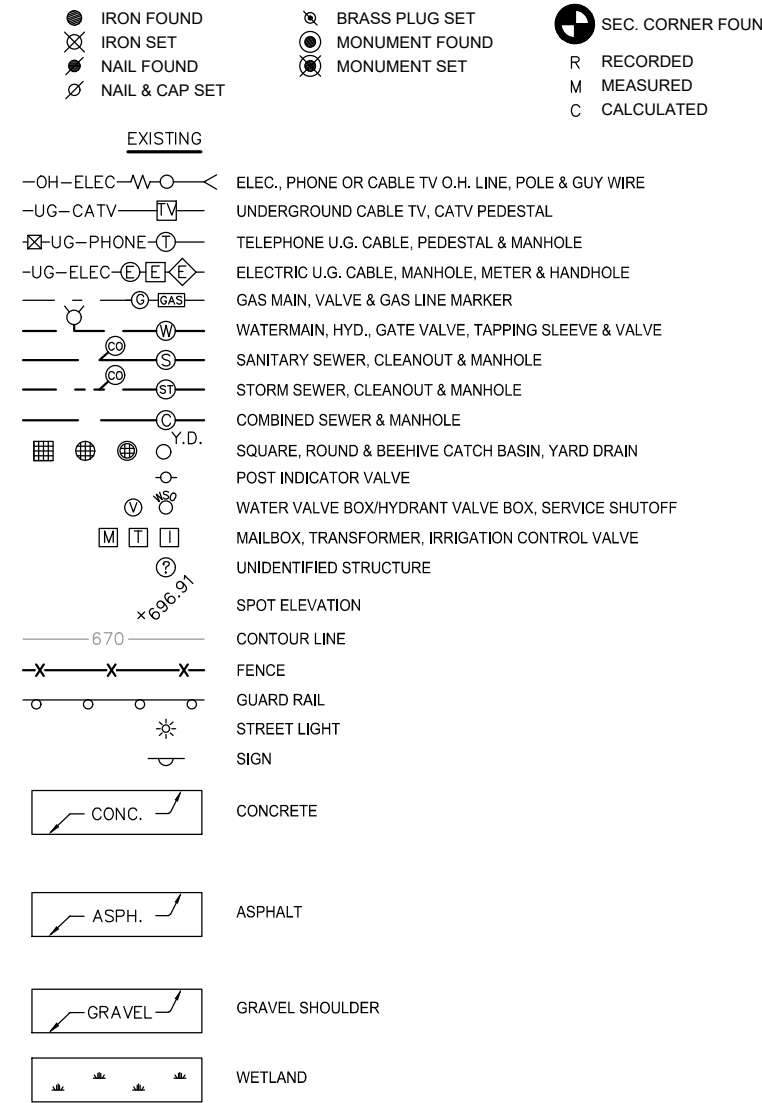 IRON FOUND
IRON SET
NAIL FOUND
NAIL & CAP SET
BRASS PLUG SET
MONUMENT FOUND
MONUMENT SET
SEC. CORNER FOUN
R RECORDED
M MEASURED
C CALCULATED
EXISTING
OH-ELEC ELEC., PHONE OR CABLE TV O.H. LINE, POLE & GUY WIRE
UG-CATV TV UNDERGROUND CABLE TV, CATV PEDESTAL
UG-PHONE T TELEPHONE U.G. CABLE, PEDESTAL & MANHOLE
UG-ELEC E E E ELECTRIC U.G. CABLE, MANHOLE, METER & HANDHOLE
G GAS GAS MAIN, VALVE & GAS LINE MARKER
W WATERMAIN, HYD., GATE VALVE, TAPPING SLEEVE & VALVE
CO S SANITARY SEWER, CLEANOUT & MANHOLE
CO ST STORM SEWER, CLEANOUT & MANHOLE
C COMBINED SEWER & MANHOLE
Y.D. SQUARE, ROUND & BEEHIVE CATCH BASIN, YARD DRAIN
POST INDICATOR VALVE
V WSO WATER VALVE BOX/HYDRANT VALVE BOX, SERVICE SHUTOFF
M T I MAILBOX, TRANSFORMER, IRRIGATION CONTROL VALVE
? UNIDENTIFIED STRUCTURE
696.91 SPOT ELEVATION
670 CONTOUR LINE
FENCE
GUARD RAIL
STREET LIGHT
SIGN
CONC. CONCRETE
ASPH. ASPHALT
GRAVEL GRAVEL SHOULDER
WETLAND